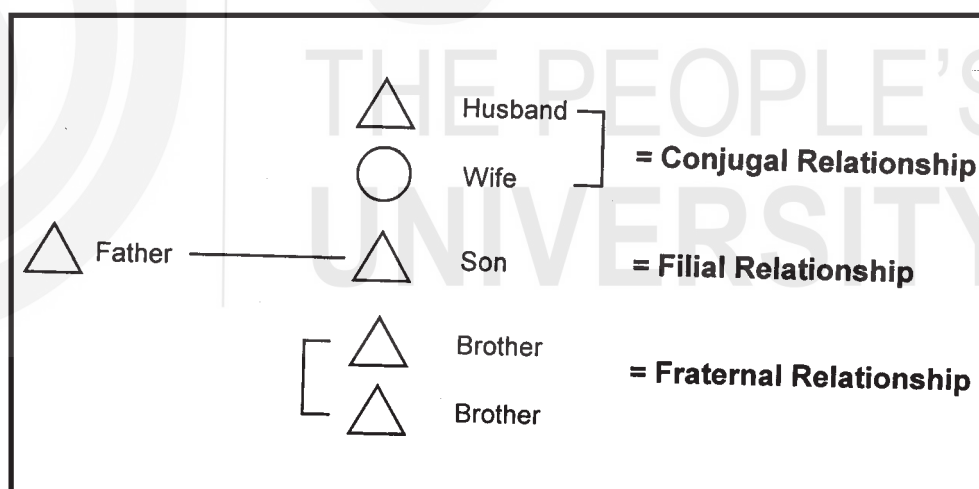 THE PEOPLE'S
UNIVERSITY
Husband
Wife
= Conjugal Relationship
Father
Son
= Filial Relationship
Brother
Brother
= Fraternal Relationship